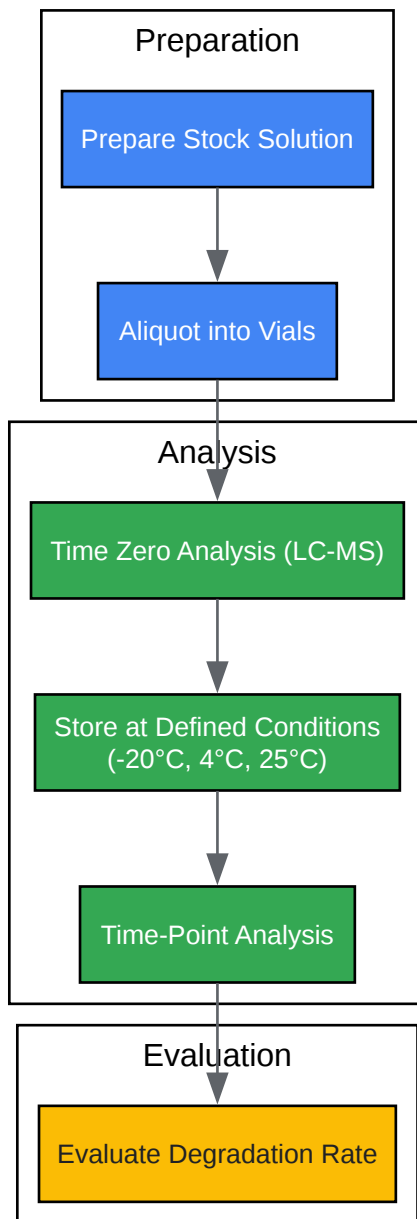 Preparation
Prepare Stock Solution
Aliquot into Vials
Analysis
Time Zero Analysis (LC-MS)
Store at Defined Conditions
(-20°C, 4°C, 25°C)
Time-Point Analysis
Evaluation
Evaluate Degradation Rate